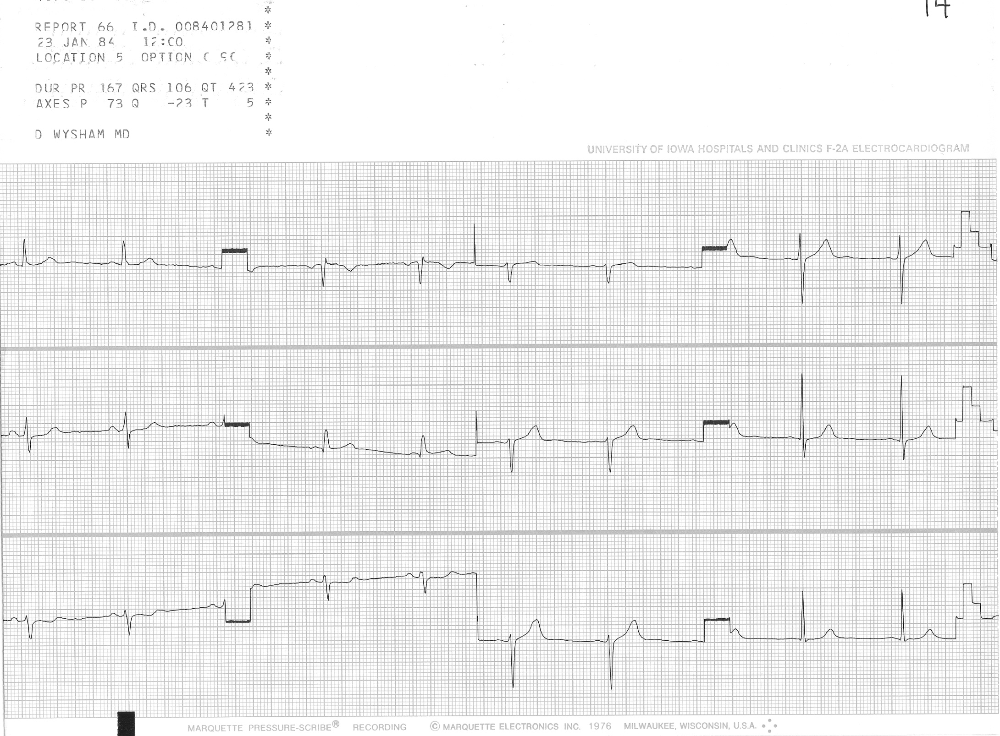 14
REPORT 66 I.D. 008401281
23 JAN 84
LOCATION 5 OPTION
DUR PR 167 QRS 106 QT 423
AXES P 73 Q -23 T 5
D WYSHAM MD
UNIVERSITY OF IOWA HOSPITALS AND CLINICS F-2A ELECTROCARDIOGRAM
MARQUETTE PRESSURE-SCRIBE® RECORDING © MARQUETTE ELECTRONICS INC. 1976 MILWAUKEE, WISCONSIN, U.S.A.